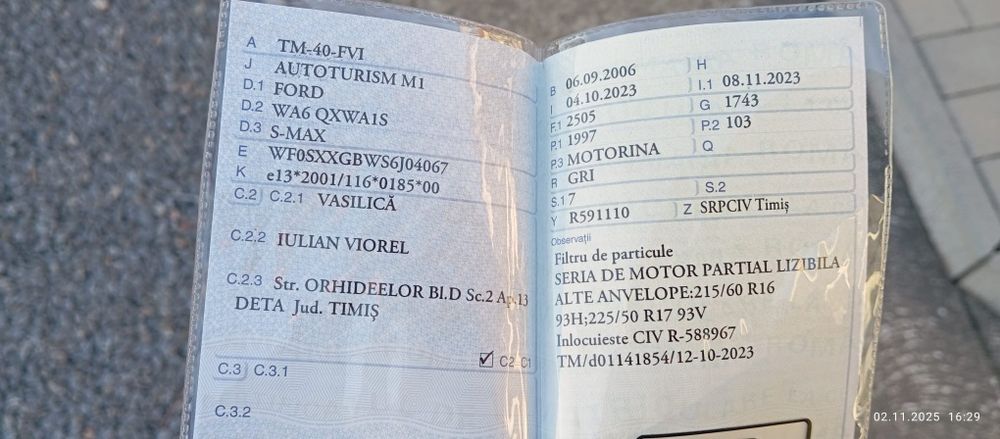 A TM-40-FVI
J AUTOTURISM M1
D.1 FORD
D.2 WA6 QXWA1S
D.3 S-MAX
E WF0SXXGBWS6J04067
K e13*2001/116*0185*00
C.2 C.2.1 VASILICĂ
C.2.2 IULIAN VIOREL
C.2.3 Str. ORHIDEELOR Bl.D Sc.2 Ap.13
DETA Jud. TIMIŞ
C2 C1
C.3 C.3.1
C.3.2
B 06.09.2006 H
I 04.10.2023 I.1 08.11.2023
F.1 2505 G 1743
P.1 1997 P.2 103
P.3 MOTORINA Q
R GRI
S.1 7 S.2
Y R591110 Z SRPCIV Timiş
Observaţii
Filtru de particule
SERIA DE MOTOR PARTIAL LIZIBILA
ALTE ANVELOPE:215/60 R16
93H;225/50 R17 93V
Inlocuieste CIV R-588967
TM/d01141854/12-10-2023
02.11.2025 16:29